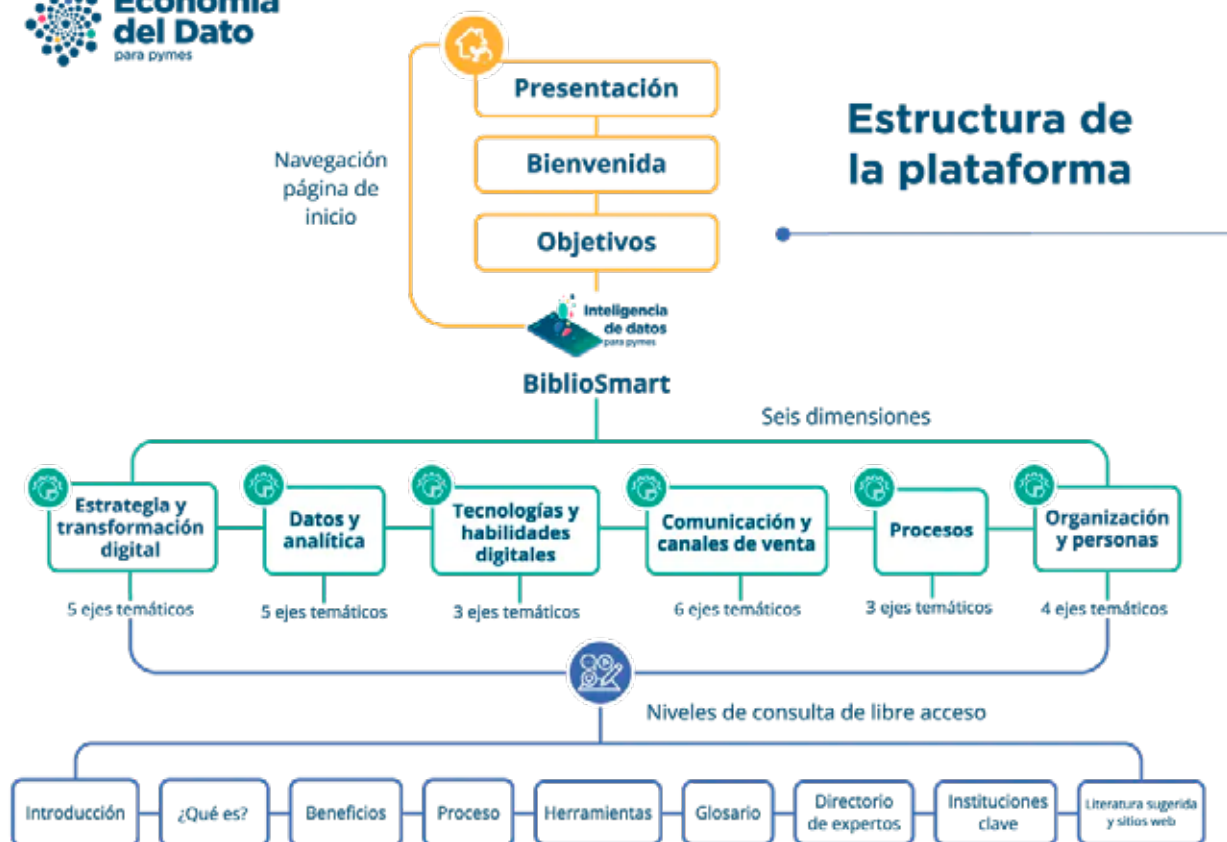 Economía
del Dato
para pymes
Presentación
Bienvenida
Objetivos
Navegación
página de
inicio
Estructura de
la plataforma
Inteligencia
de datos
para pymes
BiblioSmart
Seis dimensiones
Estrategia y
transformación
digital
Datos y
analítica
Tecnologías y
habilidades
digitales
Comunicación y
canales de venta
Procesos
Organización
y personas
5 ejes temáticos
5 ejes temáticos
3 ejes temáticos
6 ejes temáticos
3 ejes temáticos
4 ejes temáticos
Niveles de consulta de libre acceso
Introducción
¿Qué es?
Beneficios
Proceso
Herramientas
Glosario
Directorio
de expertos
Instituciones
clave
Literatura sugerida
y sitios web